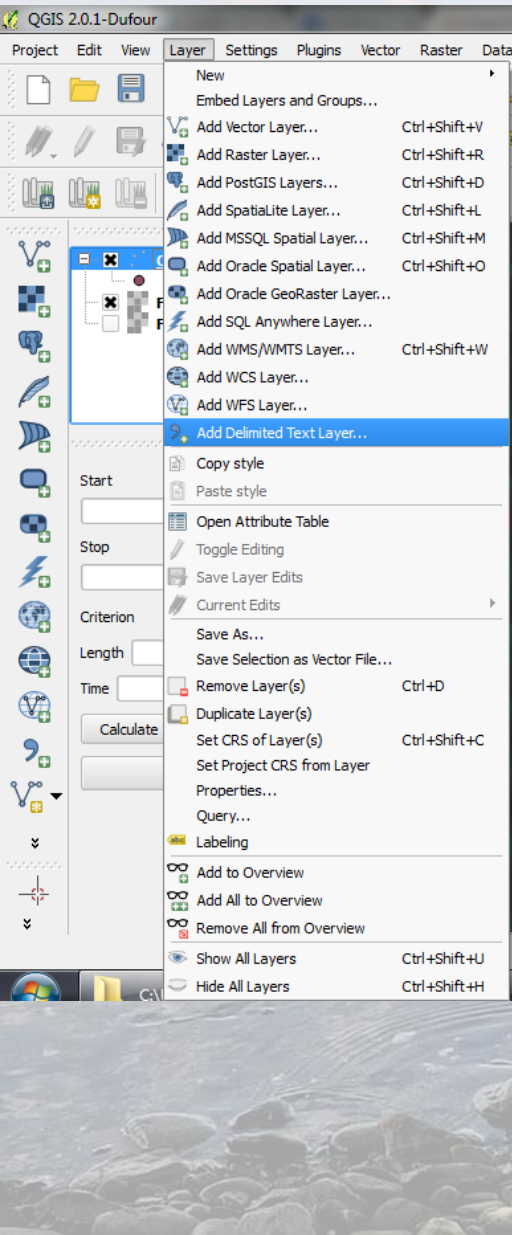 QGIS 2.0.1-Dufour
Project Edit View Layer Settings Plugins Vector Raster Data
New
Embed Layers and Groups...
Add Vector Layer... Ctrl+Shift+V
Add Raster Layer... Ctrl+Shift+R
Add PostGIS Layers... Ctrl+Shift+D
Add SpatiaLite Layer... Ctrl+Shift+L
Add MSSQL Spatial Layer... Ctrl+Shift+M
Add Oracle Spatial Layer... Ctrl+Shift+O
Add Oracle GeoRaster Layer...
Add SQL Anywhere Layer...
Add WMS/WMTS Layer... Ctrl+Shift+W
Add WCS Layer...
Add WFS Layer...
Add Delimited Text Layer...
Copy style
Paste style
Open Attribute Table
Toggle Editing
Save Layer Edits
Current Edits
Save As...
Save Selection as Vector File...
Remove Layer(s) Ctrl+D
Duplicate Layer(s)
Set CRS of Layer(s) Ctrl+Shift+C
Set Project CRS from Layer
Properties...
Query...
abc Labeling
Add to Overview
Add All to Overview
Remove All from Overview
Show All Layers Ctrl+Shift+U
Hide All Layers Ctrl+Shift+H
Start
Stop
Criterion
Length
Time
Calculate
C:\